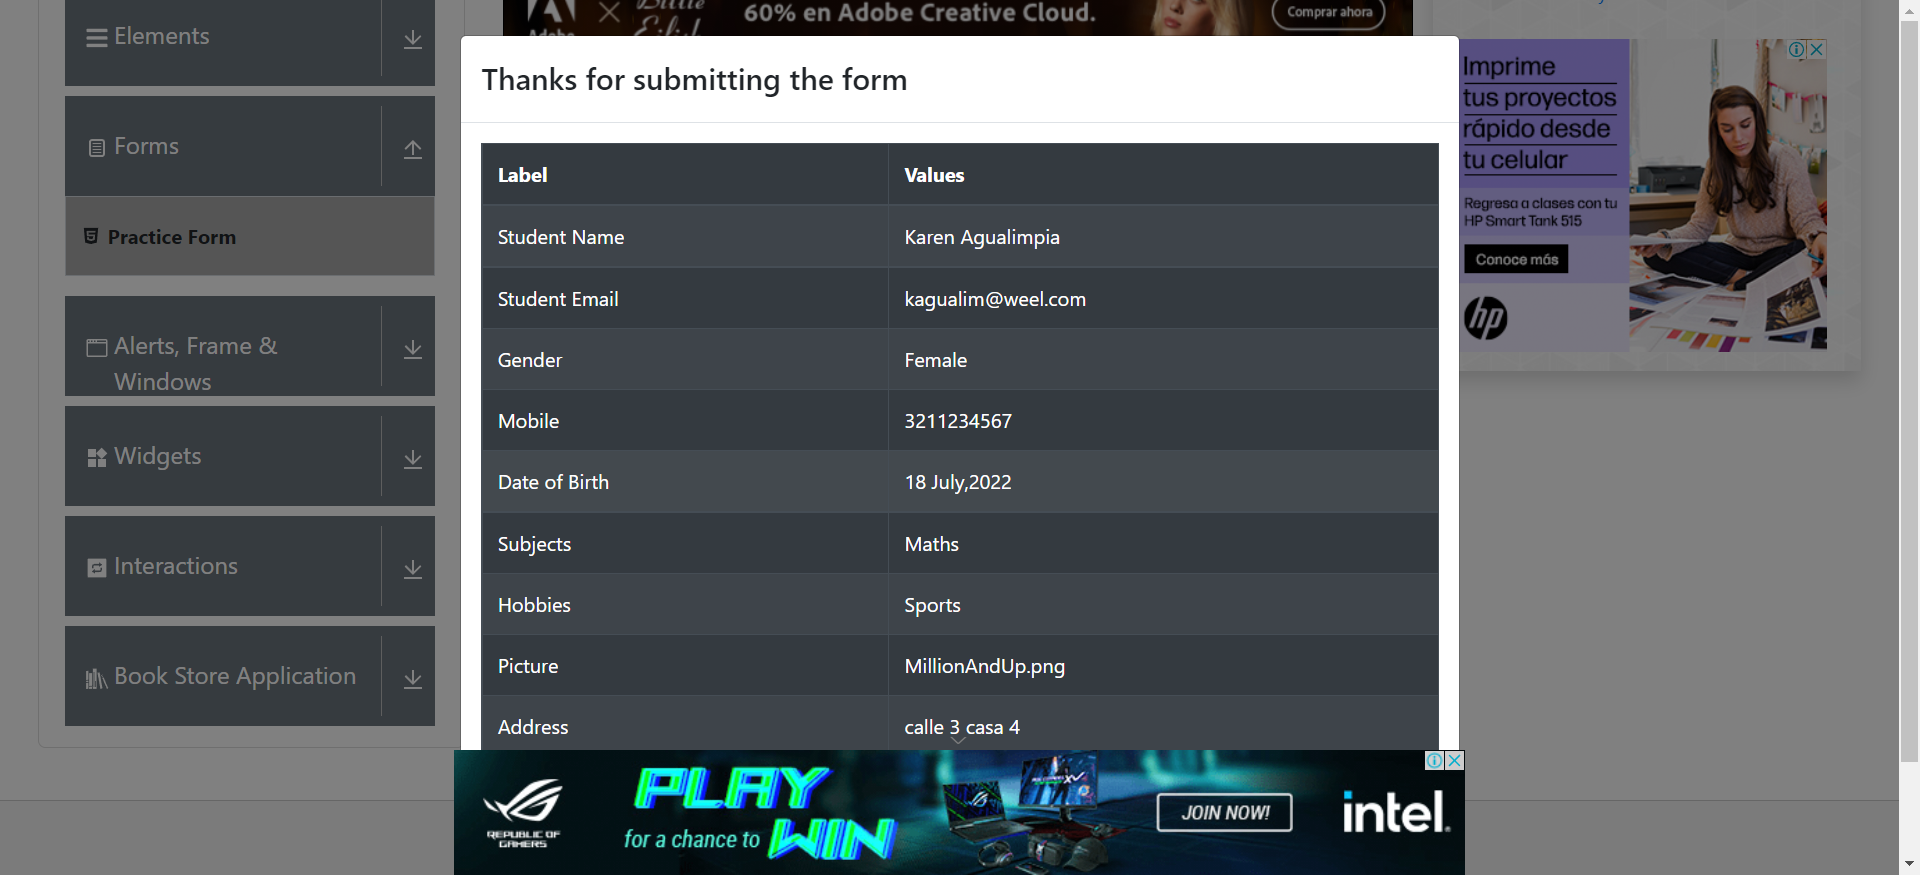 Elements
Forms
Practice Form
Alerts, Frame &
Windows
Widgets
Interactions
Book Store Application
60% en Adobe Creative Cloud.
Comprar ahora
Thanks for submitting the form
Label Values
Student Name Karen Agualimpia
Student Email kagualim@weel.com
Gender Female
Mobile 3211234567
Date of Birth 18 July,2022
Subjects Maths
Hobbies Sports
Picture MillionAndUp.png
Address calle 3 casa 4
Imprime
tus proyectos
rápido desde
tu celular
Regresa a clases con tu
HP Smart Tank 515
Conoce más
hp
REPUBLIC OF
GAMERS
PLAY
for a chance to WIN
JOIN NOW!
intel.